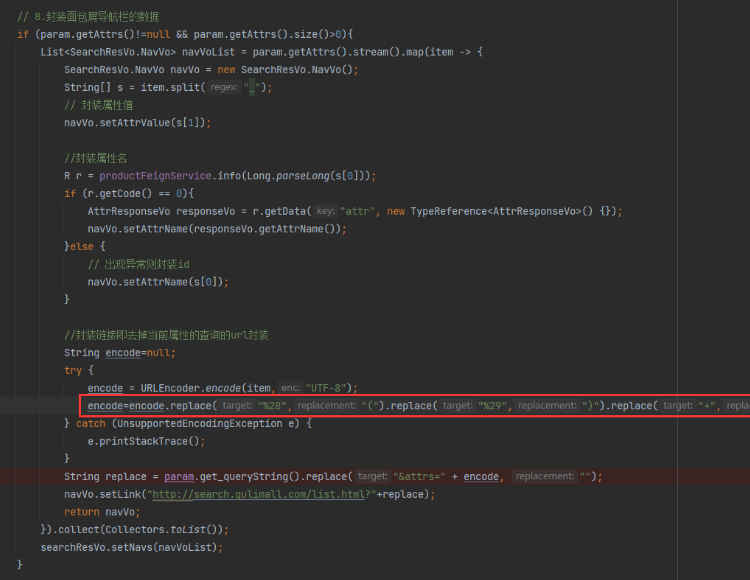 // 8.封装面包屑导航栏的数据
if (param.getAttrs()!=null && param.getAttrs().size()>0){
List<SearchResVo.NavVo> navVoList = param.getAttrs().stream().map(item -> {
SearchResVo.NavVo navVo = new SearchResVo.NavVo();
String[] s = item.split( regex: "_");
// 封装属性值
navVo.setAttrValue(s[1]);
//封装属性名
R r = productFeignService.info(Long.parseLong(s[0]));
if (r.getCode() == 0){
AttrResponseVo responseVo = r.getData( key: "attr", new TypeReference<AttrResponseVo>() {});
navVo.setAttrName(responseVo.getAttrName());
}else {
// 出现异常则封装id
navVo.setAttrName(s[0]);
}
//封装链接即去掉当前属性的查询的url封装
String encode=null;
try {
encode = URLEncoder.encode(item, enc: "UTF-8");
encode=encode.replace( target: "%28", replacement: "(").replace( target: "%29", replacement: ")").replace( target: "+", repla
} catch (UnsupportedEncodingException e) {
e.printStackTrace();
}
String replace = param.get_queryString().replace( target: "&attrs=" + encode, replacement: "");
navVo.setLink("http://search.gulimall.com/list.html?"+replace);
return navVo;
}).collect(Collectors.toList());
searchResVo.setNavs(navVoList);
}